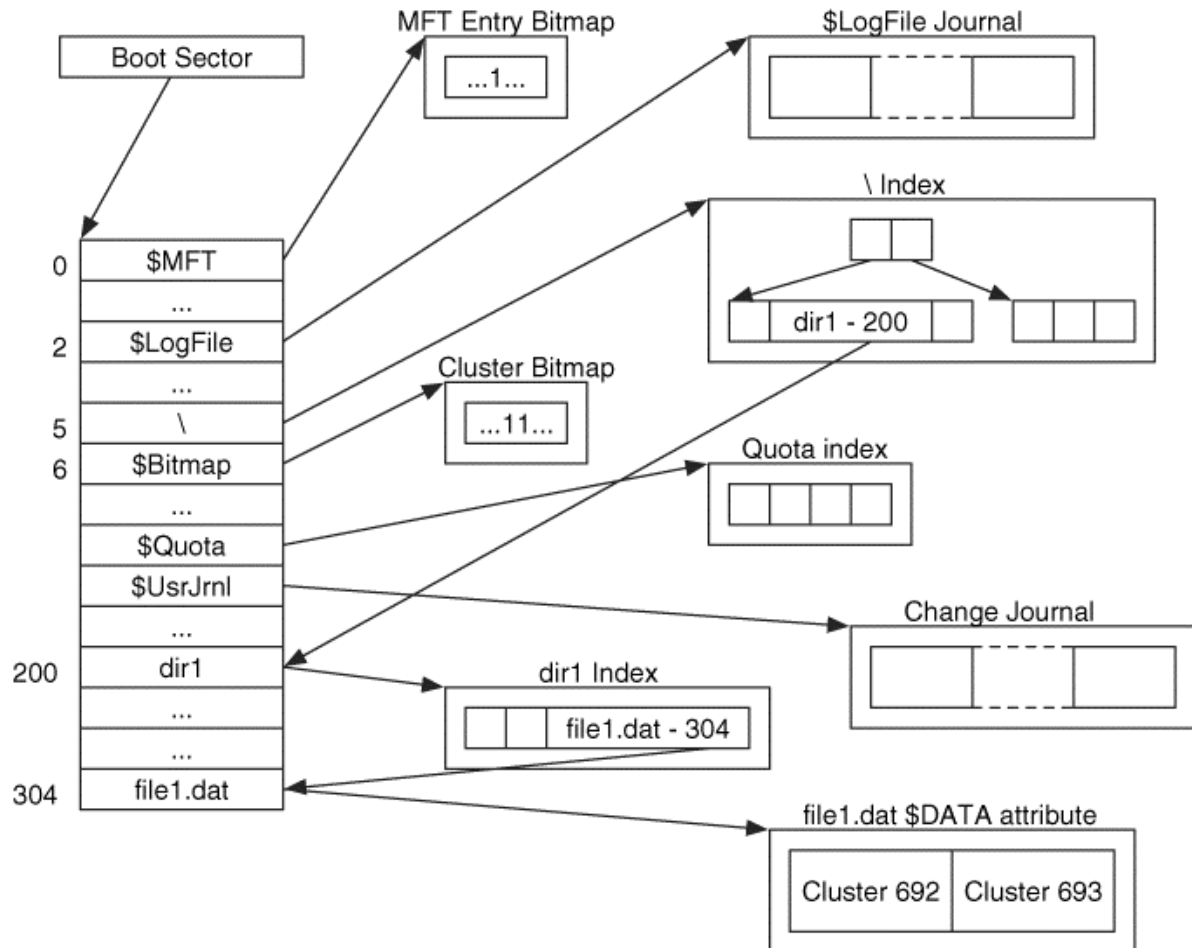 MFT Entry Bitmap
$LogFile Journal
Boot Sector
...1...
\ Index
0 $MFT
...
2 $LogFile
dir1 - 200
...
Cluster Bitmap
5 \
...11...
6 $Bitmap
Quota index
...
$Quota
$UsrJrnl
Change Journal
...
200 dir1
dir1 Index
...
file1.dat - 304
...
304 file1.dat
file1.dat $DATA attribute
Cluster 692 Cluster 693